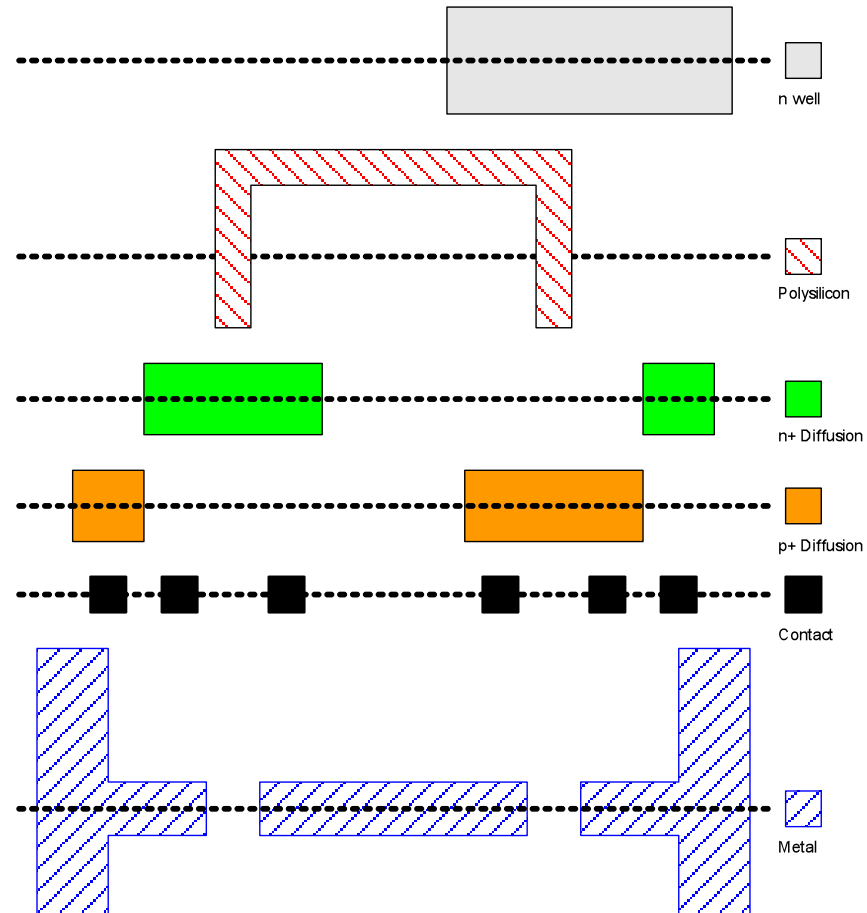 n well
Polysilicon
n+ Diffusion
p+ Diffusion
Contact
Metal